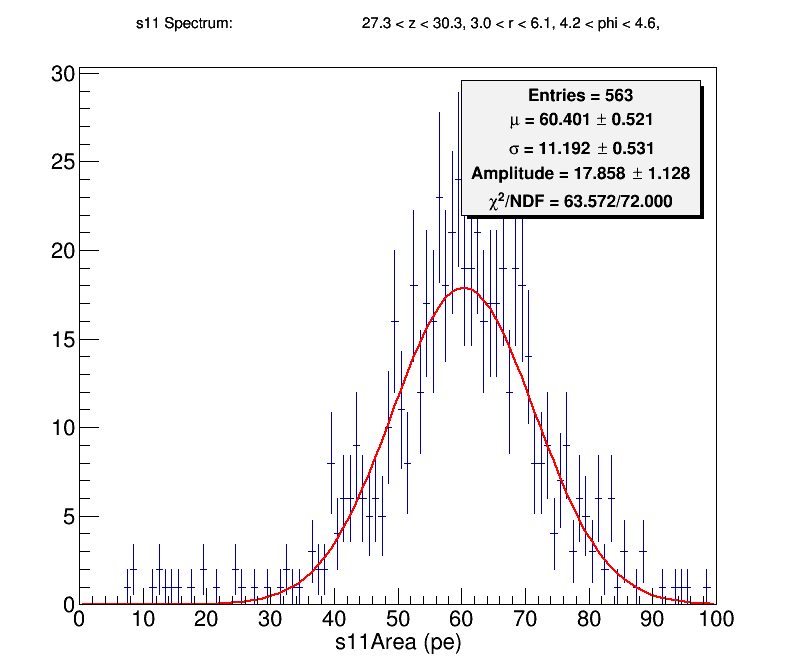 s11 Spectrum: 27.3 < z < 30.3, 3.0 < r < 6.1, 4.2 < phi < 4.6,
Entries = 563
μ = 60.401 ± 0.521
σ = 11.192 ± 0.531
Amplitude = 17.858 ± 1.128
χ²/NDF = 63.572/72.000
30
25
20
15
10
5
0
0 10 20 30 40 50 60 70 80 90 100
s11Area (pe)